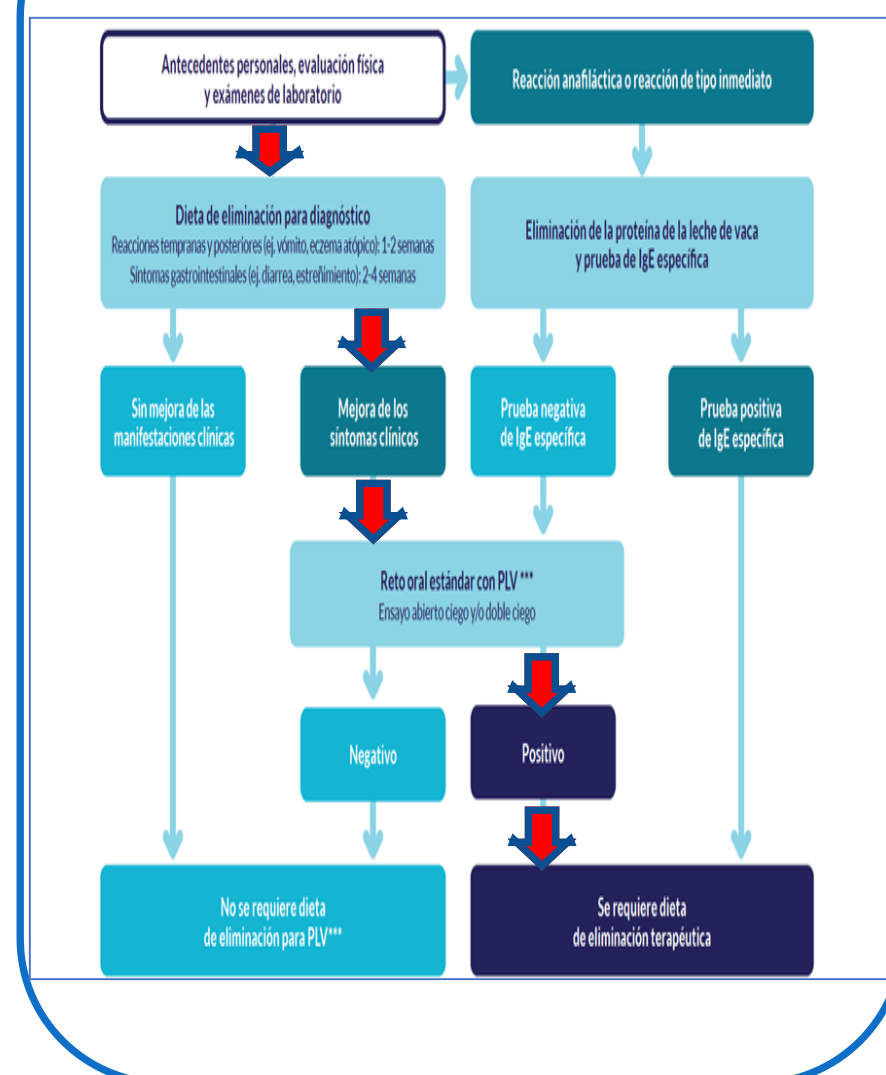 Antecedentes personales, evaluación física
y exámenes de laboratorio
Reacción anafiláctica o reacción de tipo inmediato
Dieta de eliminación para diagnóstico
Reacciones tempranas y posteriores (ej. vómito, eczema atópico): 1-2 semanas
Síntomas gastrointestinales (ej. diarrea, estreñimiento): 2-4 semanas
Eliminación de la proteína de la leche de vaca
y prueba de IgE específica
Sin mejora de las
manifestaciones clínicas
Mejora de los
síntomas clínicos
Prueba negativa
de IgE específica
Prueba positiva
de IgE específica
Reto oral estándar con PLV ***
Ensayo abierto ciego y/o doble ciego
Negativo
Positivo
No se requiere dieta
de eliminación para PLV***
Se requiere dieta
de eliminación terapéutica